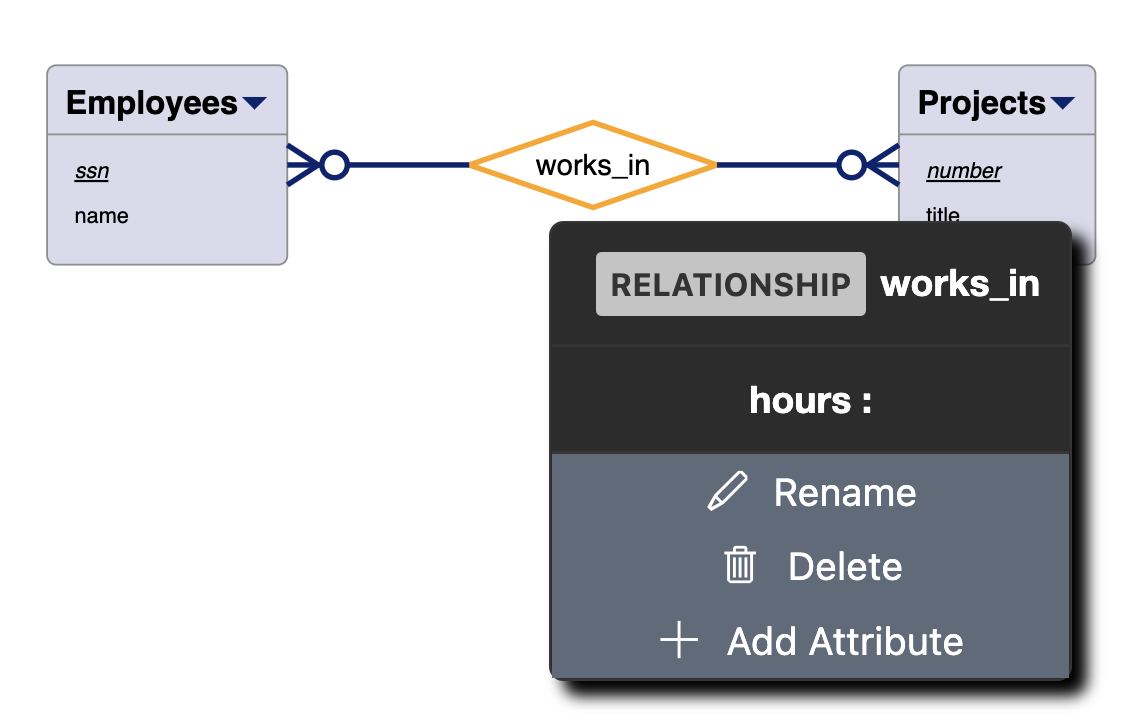 Employees
ssn
name
works_in
Projects
number
title
RELATIONSHIP works_in
hours :
Rename
Delete
Add Attribute